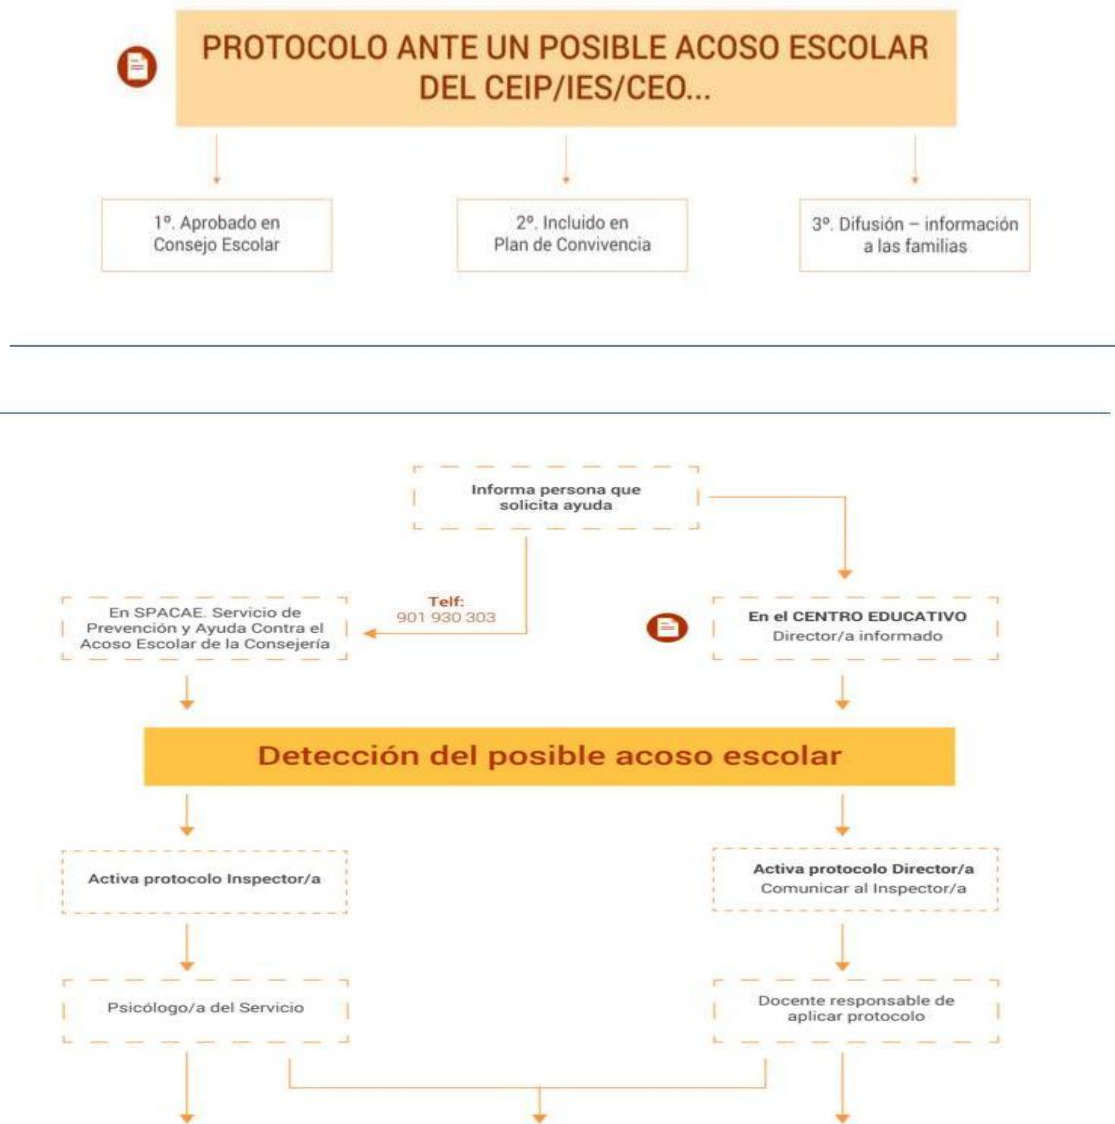 PROTOCOLO ANTE UN POSIBLE ACOSO ESCOLAR
DEL CEIP/IES/CEO...
1º. Aprobado en
Consejo Escolar
2º. Incluido en
Plan de Convivencia
3º. Difusión – información
a las familias
Informa persona que
solicita ayuda
En SPACAE. Servicio de
Prevención y Ayuda Contra el
Acoso Escolar de la Consejería
Telf:
901 930 303
En el CENTRO EDUCATIVO
Director/a informado
Detección del posible acoso escolar
Activa protocolo Inspector/a
Activa protocolo Director/a
Comunicar al Inspector/a
Psicólogo/a del Servicio
Docente responsable de
aplicar protocolo